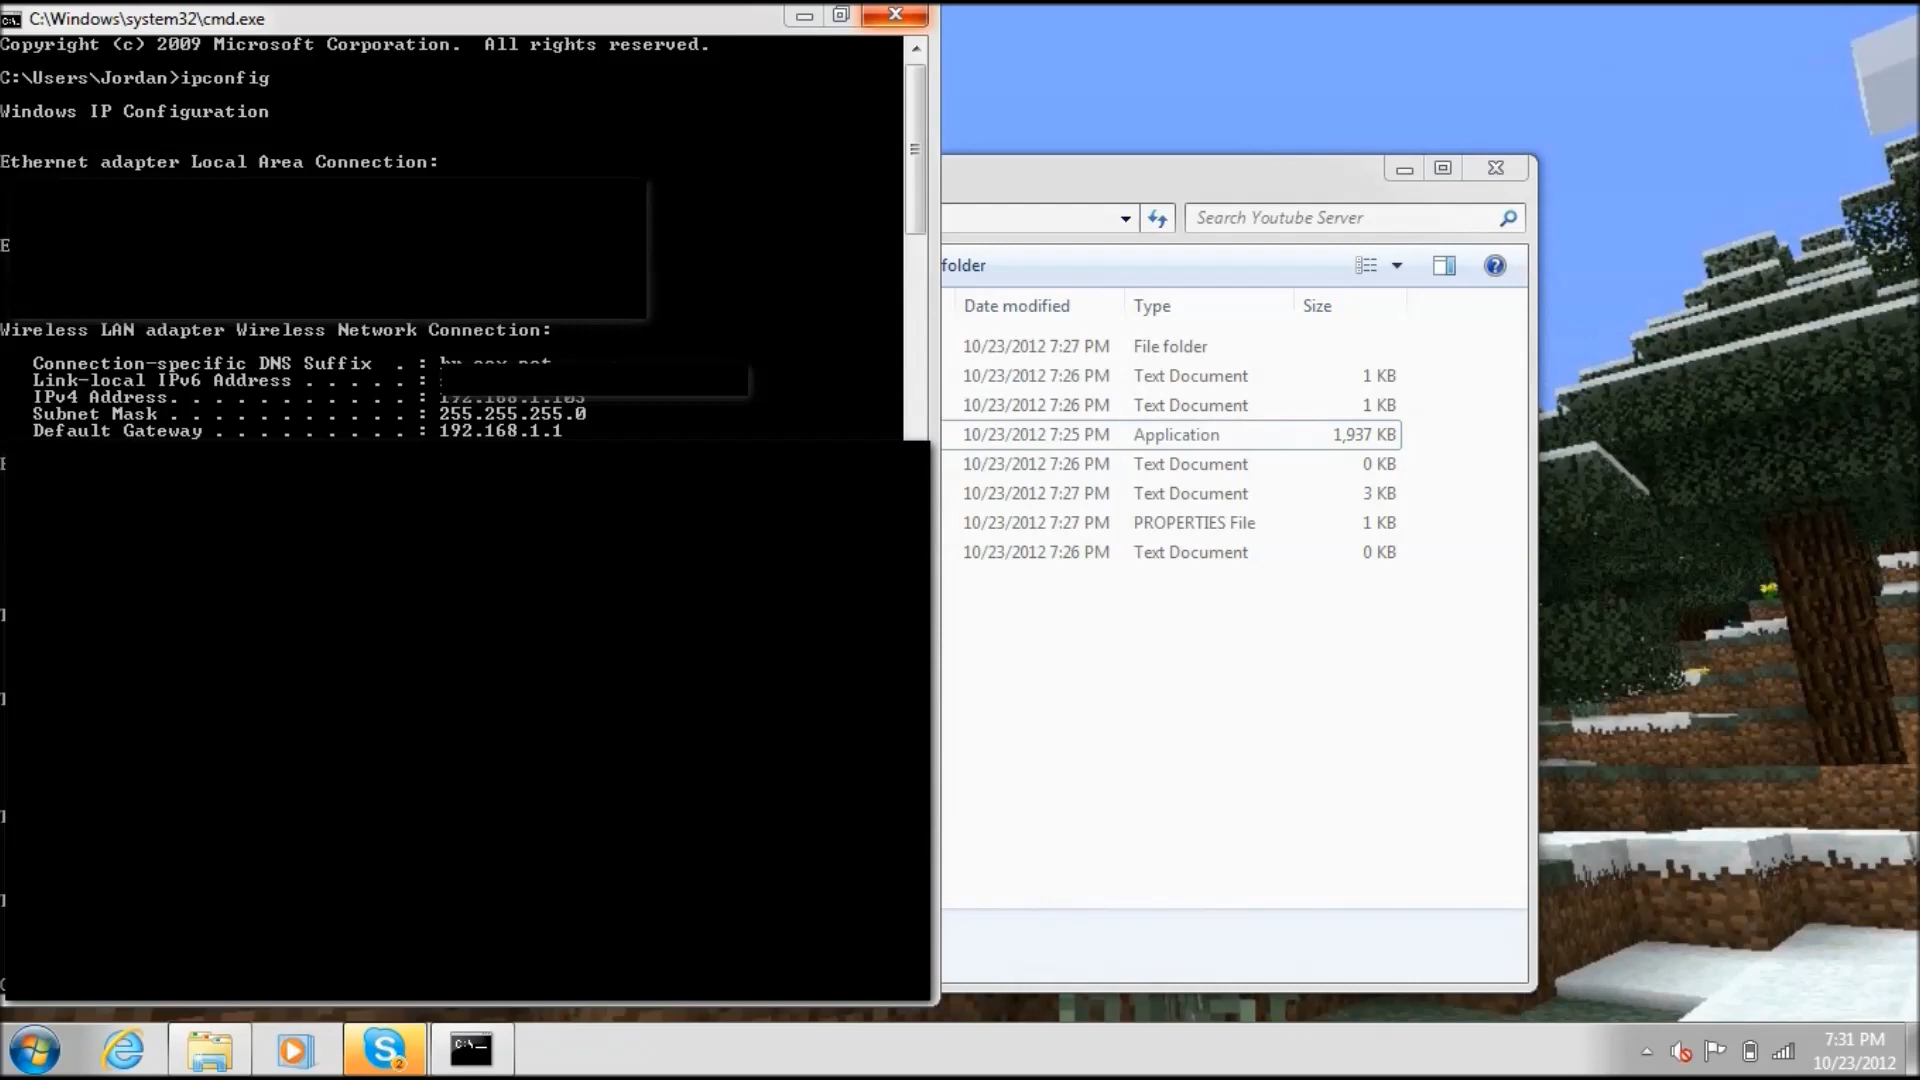 C:\Windows\system32\cmd.exe
Copyright (c) 2009 Microsoft Corporation.  All rights reserved.
C:\Users\Jordan>ipconfig
Windows IP Configuration
Ethernet adapter Local Area Connection:
E
Wireless LAN adapter Wireless Network Connection:
Connection-specific DNS Suffix  . :
Link-local IPv6 Address . . . . . :
IPv4 Address. . . . . . . . . . . : 192.168.1.103
Subnet Mask . . . . . . . . . . . : 255.255.255.0
Default Gateway . . . . . . . . . : 192.168.1.1
Search Youtube Server
folder
Date modified Type Size
10/23/2012 7:27 PM File folder
10/23/2012 7:26 PM Text Document 1 KB
10/23/2012 7:26 PM Text Document 1 KB
10/23/2012 7:25 PM Application 1,937 KB
10/23/2012 7:26 PM Text Document 0 KB
10/23/2012 7:27 PM Text Document 3 KB
10/23/2012 7:27 PM PROPERTIES File 1 KB
10/23/2012 7:26 PM Text Document 0 KB
7:31 PM
10/23/2012